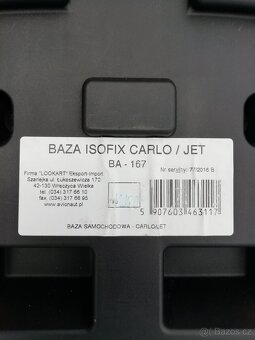 BAZA ISOFIX CARLO / JET
BA - 167
Firma "LOOKART" Eksport-Import
Szarlejka ul. Łukaszewicza 172
42-130 Wręczyca Wielka
tel. (034) 317 66 10
fax. (034) 317 66 95
www.avionaut.pl
Nr seryjny: 7/2016 B
5 907603 463117
BAZA SAMOCHODOWA - CARLO/JET
Sbazar.cz